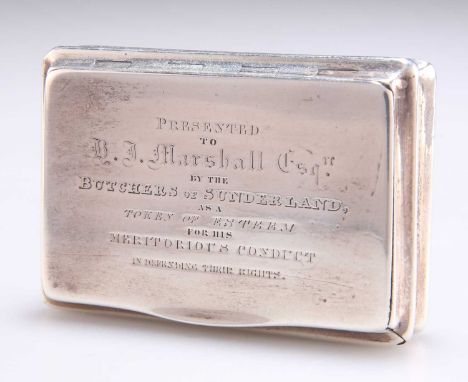 PRESENTED
TO
B. J. Marshall Esqre
BY THE
BUTCHERS OF SUNDERLAND,
AS A
TOKEN OF ESTEEM
FOR HIS
MERITORIOUS CONDUCT
IN DEFENDING THEIR RIGHTS.